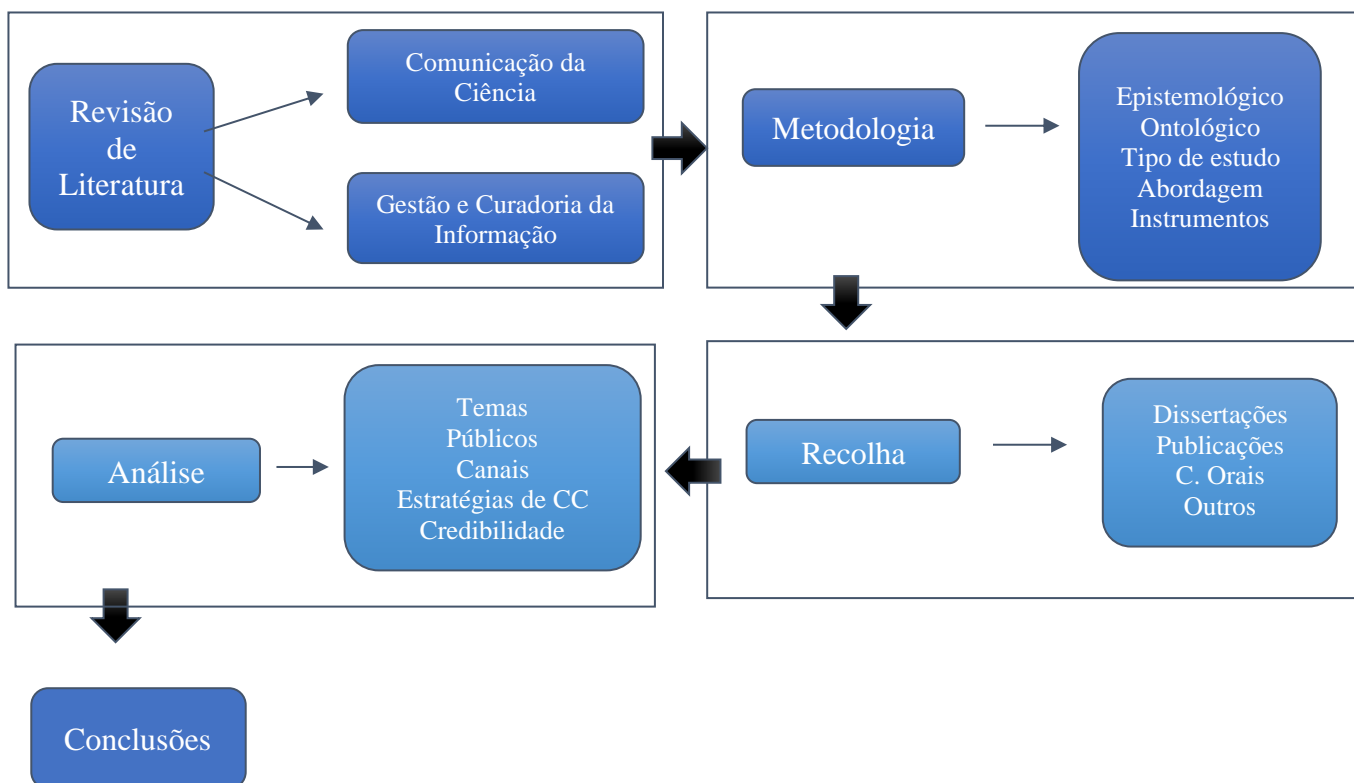 Revisão
de
Literatura
Comunicação da
Ciência
Gestão e Curadoria da
Informação
Metodologia
Epistemológico
Ontológico
Tipo de estudo
Abordagem
Instrumentos
Recolha
Dissertações
Publicações
C. Orais
Outros
Análise
Temas
Públicos
Canais
Estratégias de CC
Credibilidade
Conclusões